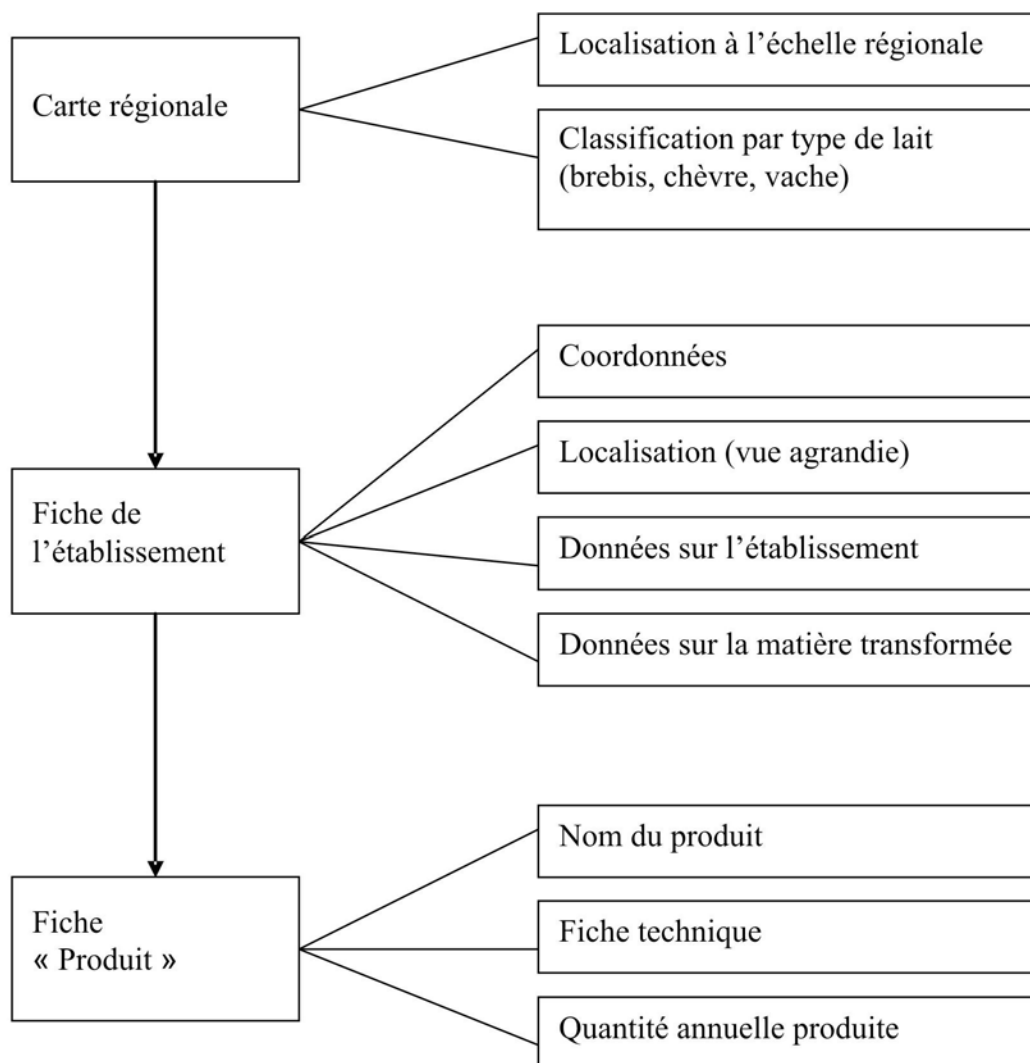 Carte régionale
Localisation à l’échelle régionale
Classification par type de lait
(brebis, chèvre, vache)
Fiche de
l’établissement
Coordonnées
Localisation (vue agrandie)
Données sur l’établissement
Données sur la matière transformée
Fiche
« Produit »
Nom du produit
Fiche technique
Quantité annuelle produite